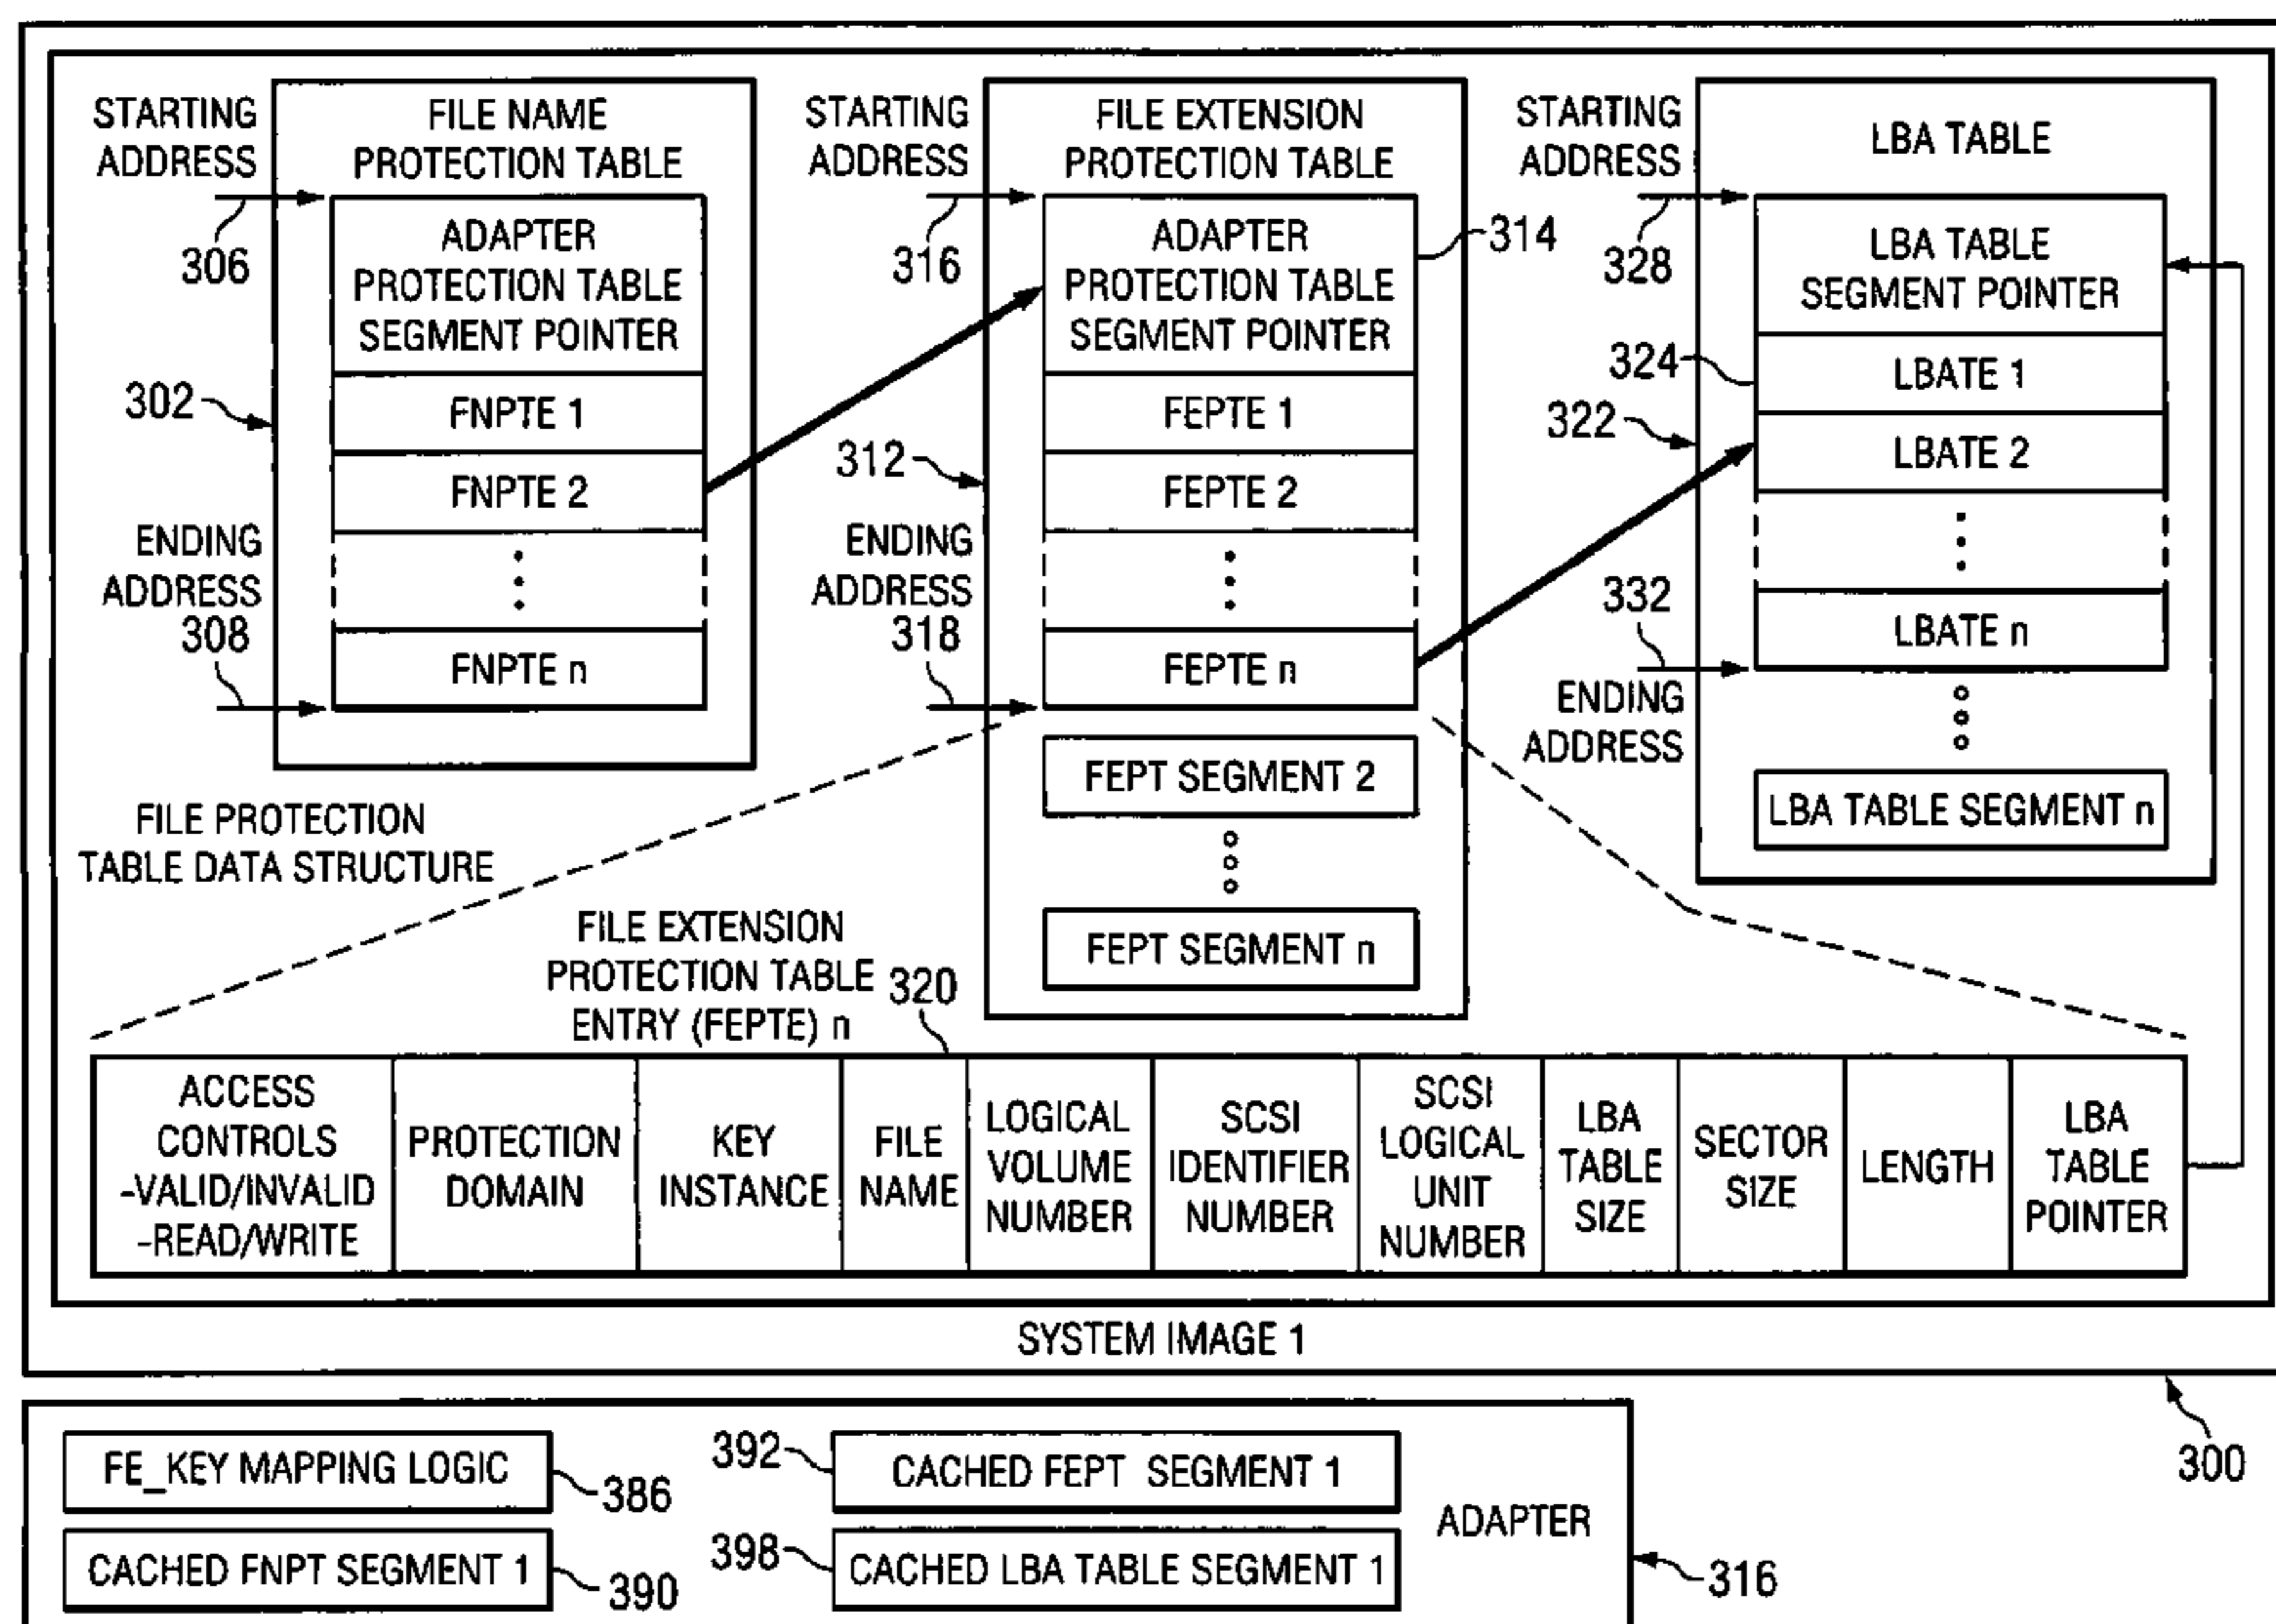 STARTING
ADDRESS
306
FILE NAME
PROTECTION TABLE
ADAPTER
PROTECTION TABLE
SEGMENT POINTER
302
FNPTE 1
FNPTE 2
ENDING
ADDRESS
308
FNPTE n
STARTING
ADDRESS
316
FILE EXTENSION
PROTECTION TABLE
ADAPTER
PROTECTION TABLE
SEGMENT POINTER
314
312
FEPTE 1
FEPTE 2
ENDING
ADDRESS
318
FEPTE n
FEPT SEGMENT 2
FEPT SEGMENT n
STARTING
ADDRESS
328
LBA TABLE
LBA TABLE
SEGMENT POINTER
324
LBATE 1
322
LBATE 2
332
LBATE n
ENDING
ADDRESS
LBA TABLE SEGMENT n
FILE PROTECTION
TABLE DATA STRUCTURE
FILE EXTENSION
PROTECTION TABLE
ENTRY (FEPTE) n
320
ACCESS
CONTROLS
-VALID/INVALID
-READ/WRITE
PROTECTION
DOMAIN
KEY
INSTANCE
FILE
NAME
LOGICAL
VOLUME
NUMBER
SCSI
IDENTIFIER
NUMBER
SCSI
LOGICAL
UNIT
NUMBER
LBA
TABLE
SIZE
SECTOR
SIZE
LENGTH
LBA
TABLE
POINTER
SYSTEM IMAGE 1
300
FE_KEY MAPPING LOGIC
386
392
CACHED FEPT SEGMENT 1
ADAPTER
CACHED FNPT SEGMENT 1
390
398
CACHED LBA TABLE SEGMENT 1
316